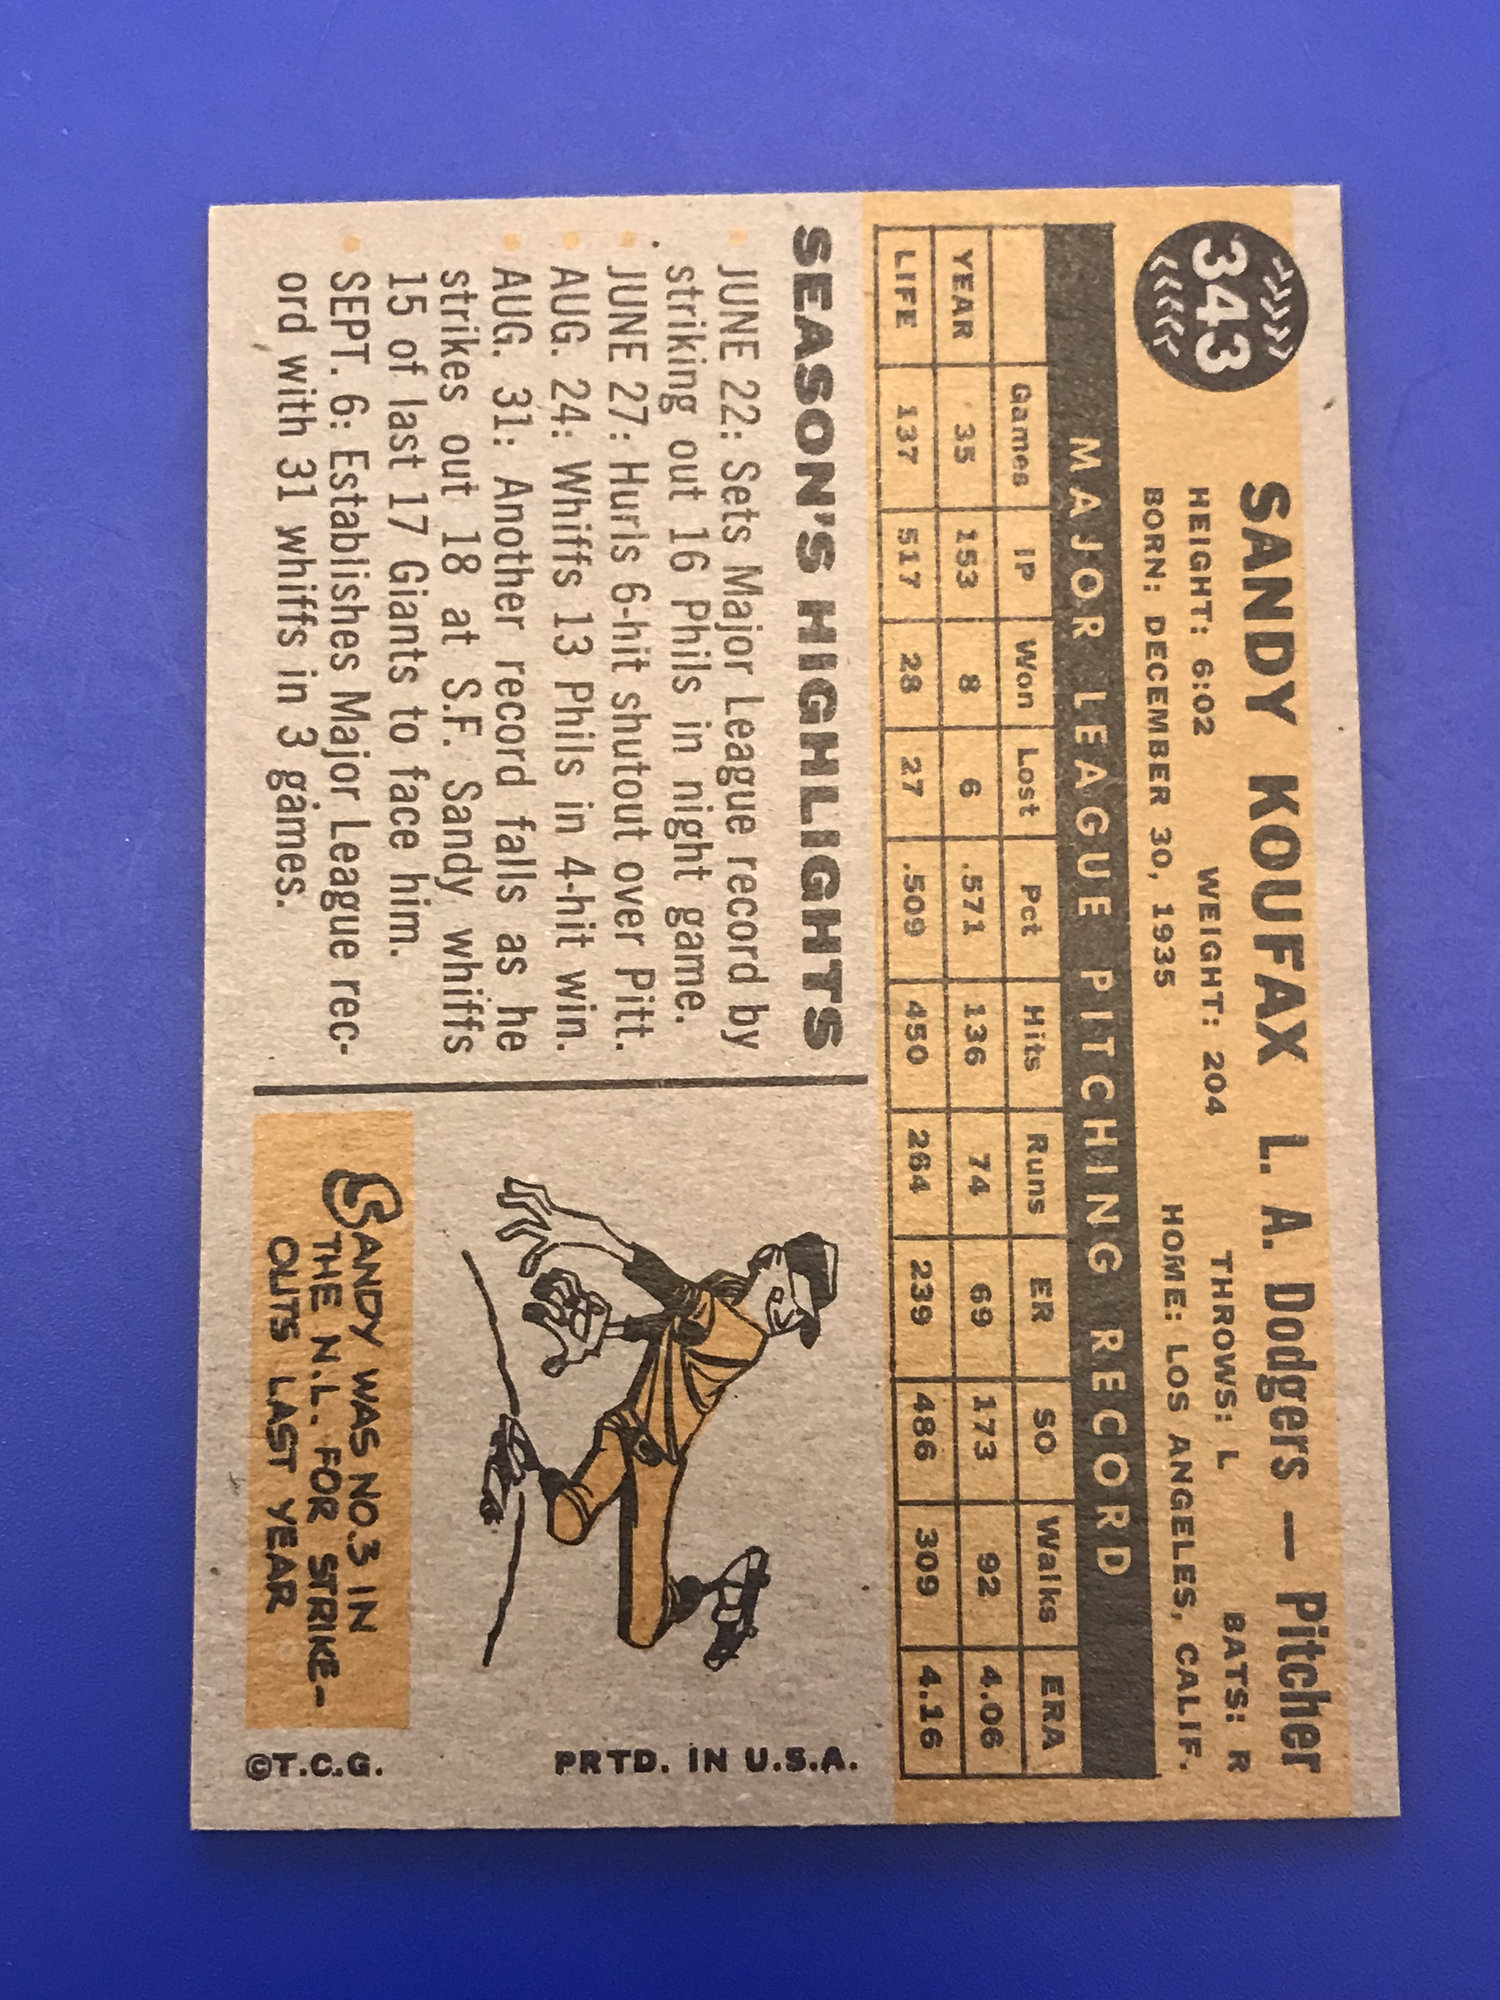 343
SANDY KOUFAX L. A. Dodgers — Pitcher
HEIGHT: 6:02 WEIGHT: 204 THROWS: L BATS: R
BORN: DECEMBER 30, 1935 HOME: LOS ANGELES, CALIF.
MAJOR LEAGUE PITCHING RECORD
Games IP Won Lost Pct Hits Runs ER SO Walks ERA
YEAR 35 153 8 6 .571 136 74 69 173 92 4.06
LIFE 137 517 28 27 .509 450 264 239 486 309 4.16
SEASON'S HIGHLIGHTS
JUNE 22: Sets Major League record by
striking out 16 Phils in night game.
JUNE 27: Hurls 6-hit shutout over Pitt.
AUG. 24: Whiffs 13 Phils in 4-hit win.
AUG. 31: Another record falls as he
strikes out 18 at S.F. Sandy whiffs
15 of last 17 Giants to face him.
SEPT. 6: Establishes Major League rec-
ord with 31 whiffs in 3 games.
SANDY WAS NO.3 IN
THE N.L. FOR STRIKE-
OUTS LAST YEAR
PRTD. IN U.S.A.
©T.C.G.